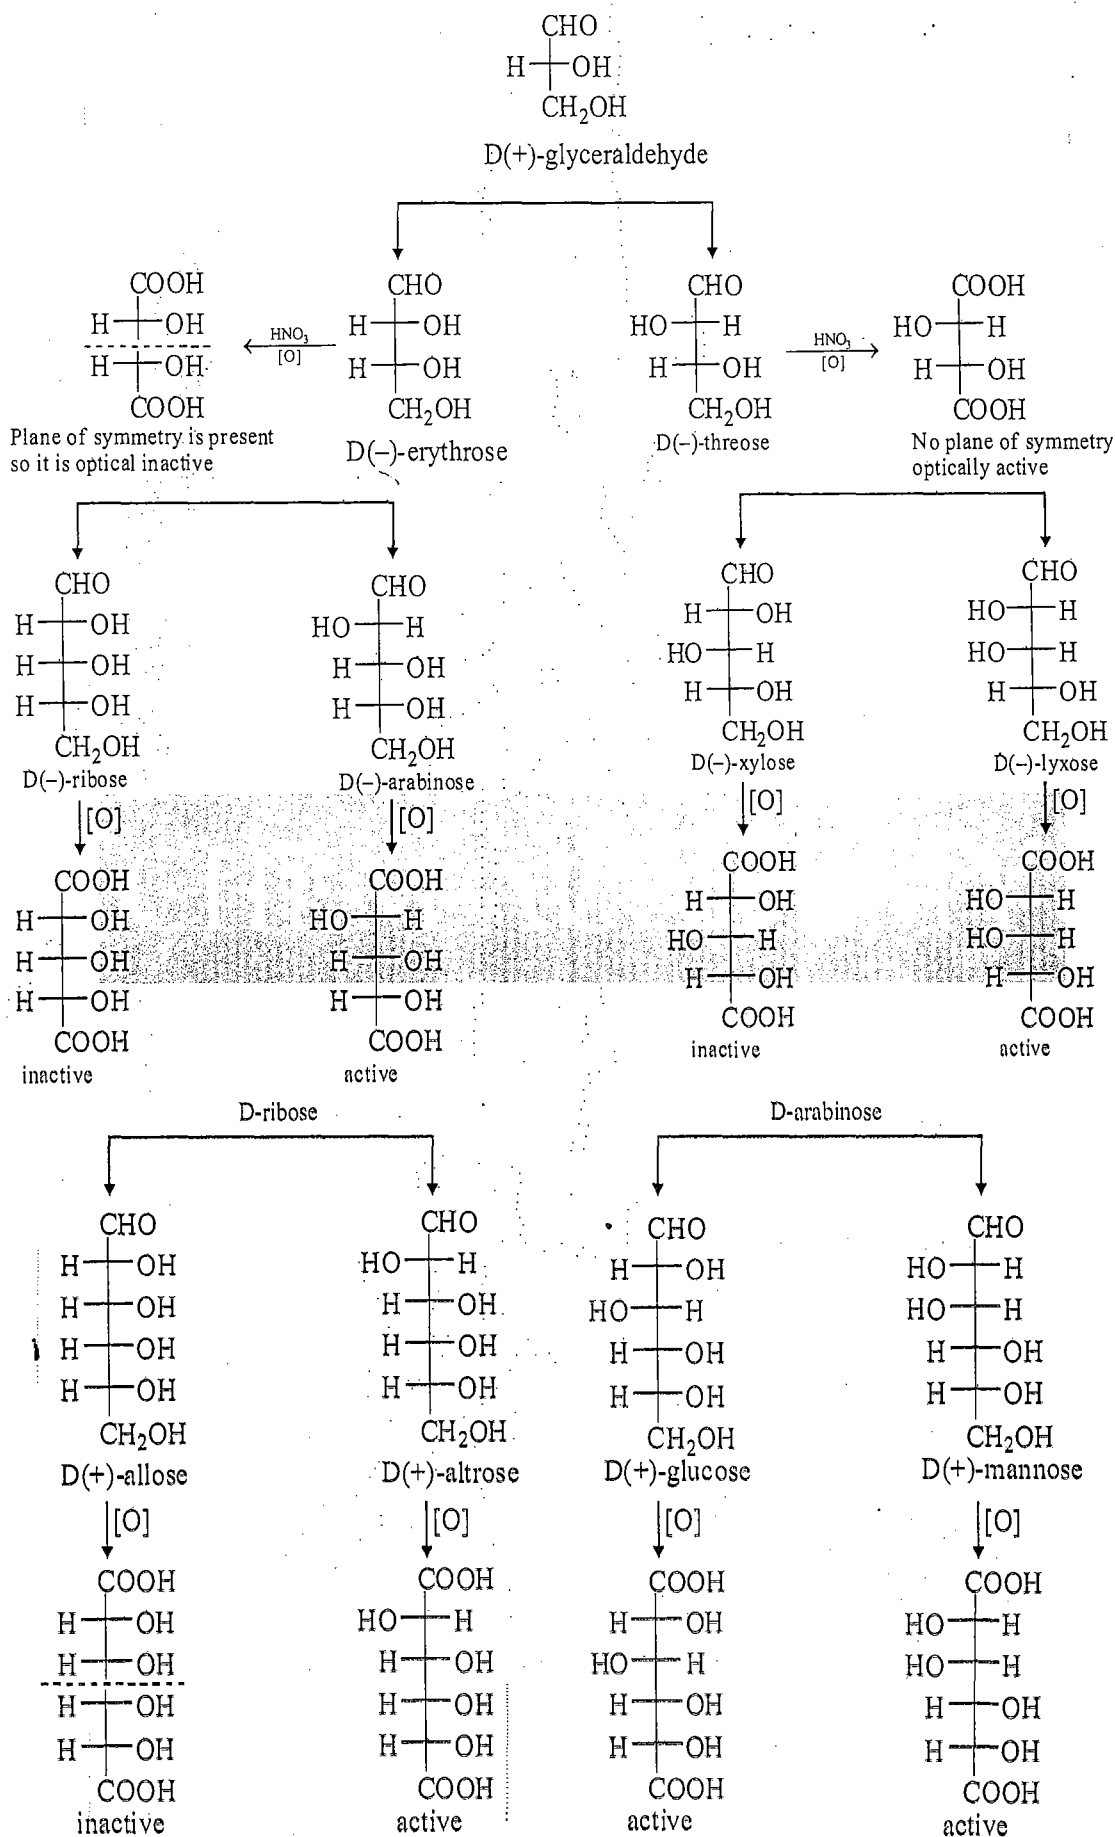 CHO
H OH
CH₂OH
D(+)-glyceraldehyde
COOH
H OH
H OH
COOH
Plane of symmetry is present
so it is optical inactive
HNO₃
[O]
CHO
H OH
H OH
CH₂OH
D(–)-erythrose
CHO
HO H
H OH
CH₂OH
D(–)-threose
HNO₃
[O]
COOH
HO H
H OH
COOH
No plane of symmetry
optically active
CHO
H OH
H OH
H OH
CH₂OH
D(–)-ribose
[O]
COOH
H OH
H OH
H OH
COOH
inactive
CHO
HO H
H OH
H OH
CH₂OH
D(–)-arabinose
[O]
COOH
HO H
H OH
H OH
COOH
active
CHO
H OH
HO H
H OH
CH₂OH
D(–)-xylose
[O]
COOH
H OH
HO H
H OH
COOH
inactive
CHO
HO H
HO H
H OH
CH₂OH
D(–)-lyxose
[O]
COOH
HO H
HO H
H OH
COOH
active
D-ribose
CHO
H OH
H OH
H OH
H OH
CH₂OH
D(+)-allose
[O]
COOH
H OH
H OH
H OH
H OH
COOH
inactive
CHO
HO H
H OH
H OH
H OH
CH₂OH
D(+)-altrose
[O]
COOH
HO H
H OH
H OH
H OH
COOH
active
D-arabinose
CHO
H OH
HO H
H OH
H OH
CH₂OH
D(+)-glucose
[O]
COOH
H OH
HO H
H OH
H OH
COOH
active
CHO
HO H
HO H
H OH
H OH
CH₂OH
D(+)-mannose
[O]
COOH
HO H
HO H
H OH
H OH
COOH
active